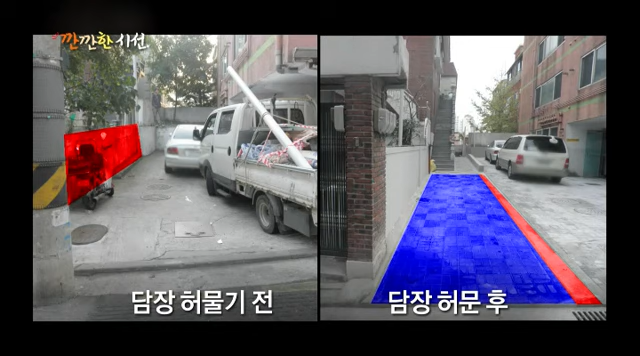 깐깐한 시선
담장 허물기 전
담장 허문 후